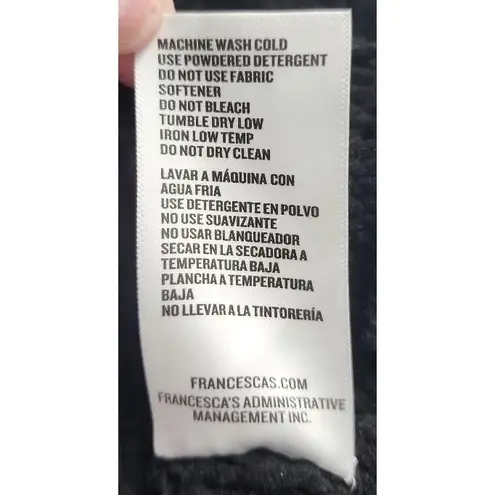 MACHINE WASH COLD
USE POWDERED DETERGENT
DO NOT USE FABRIC
SOFTENER
DO NOT BLEACH
TUMBLE DRY LOW
IRON LOW TEMP
DO NOT DRY CLEAN
LAVAR A MÁQUINA CON
AGUA FRIA
USE DETERGENTE EN POLVO
NO USE SUAVIZANTE
NO USAR BLANQUEADOR
SECAR EN LA SECADORA A
TEMPERATURA BAJA
PLANCHA A TEMPERATURA
BAJA
NO LLEVAR A LA TINTORERÍA
FRANCESCAS.COM
FRANCESCA'S ADMINISTRATIVE
MANAGEMENT INC.